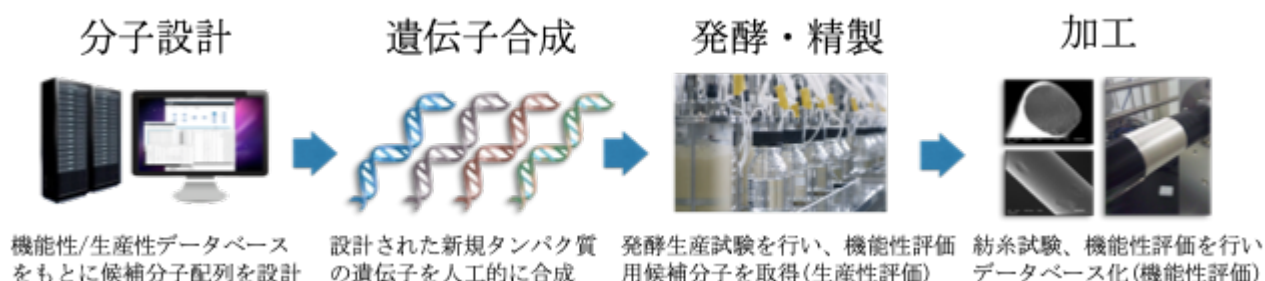 分子設計
遺伝子合成
発酵・精製
加工
機能性/生産性データベース
をもとに候補分子配列を設計
設計された新規タンパク質
の遺伝子を人工的に合成
発酵生産試験を行い、機能性評価
用候補分子を取得(生産性評価)
紡糸試験、機能性評価を行い
データベース化(機能性評価)